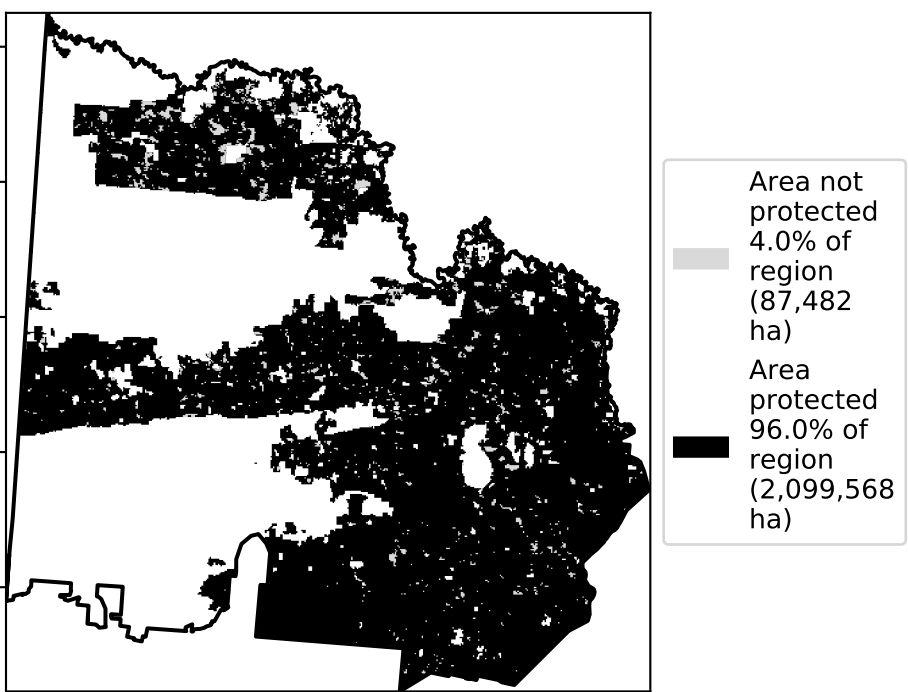 Area not
protected
4.0% of
region
(87,482
ha)
Area
protected
96.0% of
region
(2,099,568
ha)